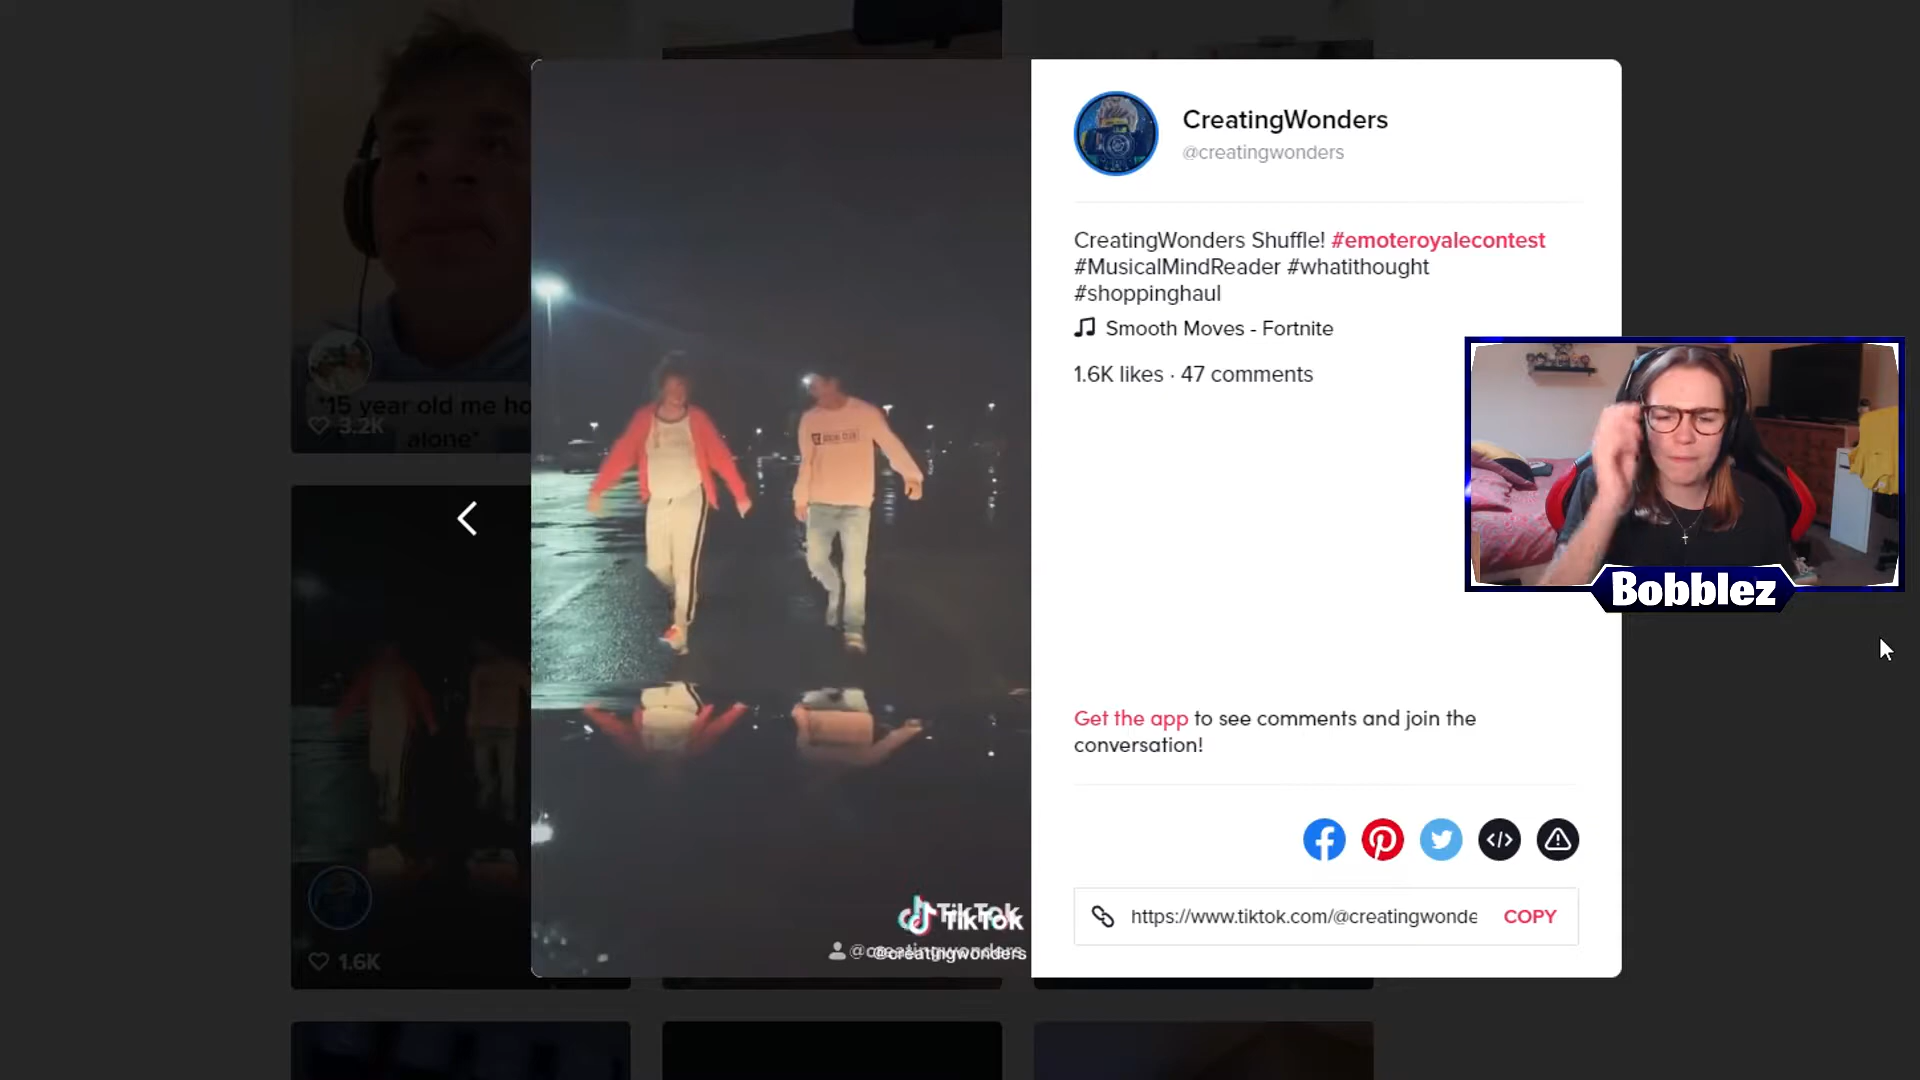 *15 year old me ho
3.2K
alone*
1.6K
TikTok
@creatingwonders
CreatingWonders
@creatingwonders
CreatingWonders Shuffle! #emoteroyalecontest
#MusicalMindReader #whatithought
#shoppinghaul
Smooth Moves - Fortnite
1.6K likes · 47 comments
Bobblez
Get the app to see comments and join the
conversation!
https://www.tiktok.com/@creatingwonde
COPY